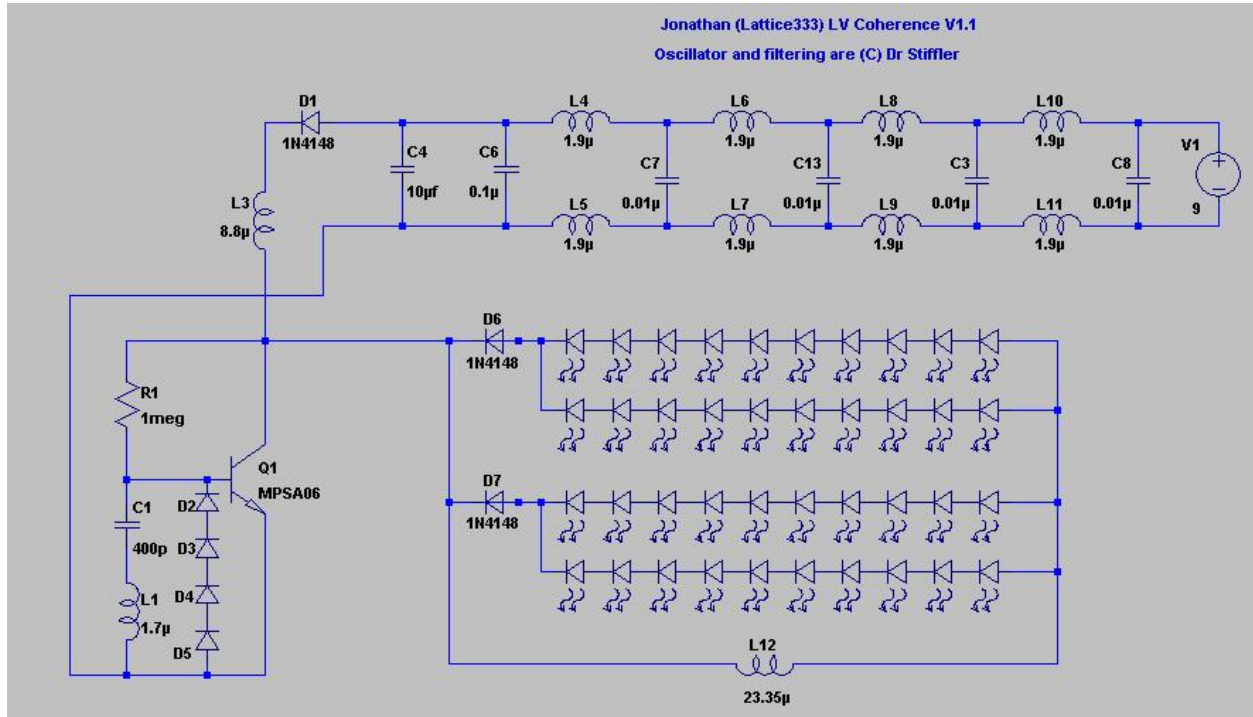 Jonathan (Lattice333) LV Coherence V1.1
Oscillator and filtering are (C) Dr Stiffler
D1
1N4148
L4
1.9µ
L6
1.9µ
L8
1.9µ
L10
1.9µ
C4
10µf
C6
0.1µ
C7
0.01µ
C13
0.01µ
C3
0.01µ
C8
0.01µ
V1
9
L3
8.8µ
L5
1.9µ
L7
1.9µ
L9
1.9µ
L11
1.9µ
D6
1N4148
R1
1meg
Q1
MPSA06
D7
1N4148
C1
400p
D2
D3
D4
D5
L1
1.7µ
L12
23.35µ